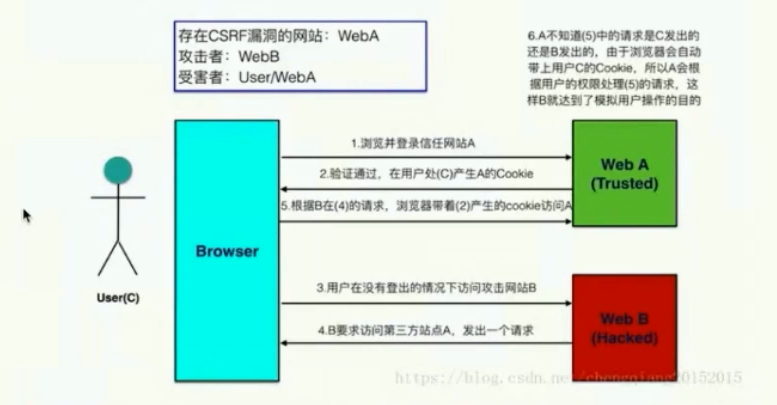 存在CSRF漏洞的网站：WebA
攻击者：WebB
受害者：User/WebA
6.A不知道(5)中的请求是C发出的
还是B发出的，由于浏览器会自动
带上用户C的Cookie，所以A会根
据用户的权限处理(5)的请求，这
样B就达到了模拟用户操作的目的
1.浏览并登录信任网站A
2.验证通过，在用户处(C)产生A的Cookie
5.根据B在(4)的请求，浏览器带着(2)产生的cookie访问A
Web A
(Trusted)
Browser
User(C)
3.用户在没有登出的情况下访问攻击网站B
4.B要求访问第三方站点A，发出一个请求
Web B
(Hacked)
https://blog.csdn.net/chengqiang20152015